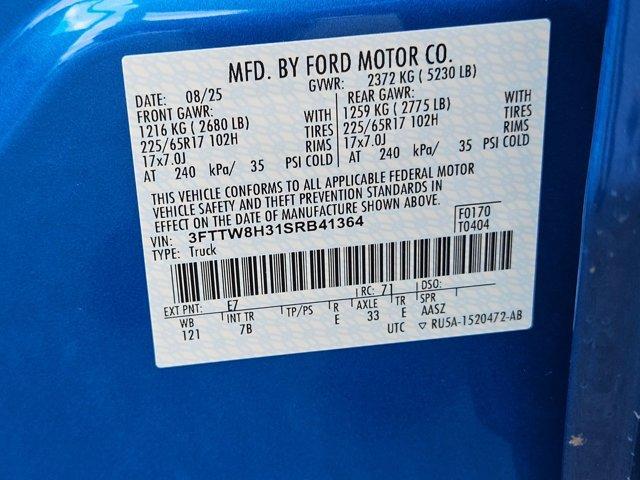 MFD. BY FORD MOTOR CO.
DATE: 08/25 GVWR: 2372 KG ( 5230 LB)
FRONT GAWR: REAR GAWR:
1216 KG ( 2680 LB) WITH 1259 KG ( 2775 LB) WITH
225/65R17 102H TIRES 225/65R17 102H TIRES
17x7.0J RIMS 17x7.0J RIMS
AT 240 kPa/ 35 PSI COLD AT 240 kPa/ 35 PSI COLD
THIS VEHICLE CONFORMS TO ALL APPLICABLE FEDERAL MOTOR
VEHICLE SAFETY AND THEFT PREVENTION STANDARDS IN
EFFECT ON THE DATE OF MANUFACTURE SHOWN ABOVE.
VIN: 3FTTW8H31SRB41364 F0170
TYPE: Truck T0404
EXT PNT: E7 RC: 71 DSO:
WB INT TR TP/PS R AXLE TR SPR
121 7B E 33 E AASZ
UTC ▽ RU5A-1520472-AB